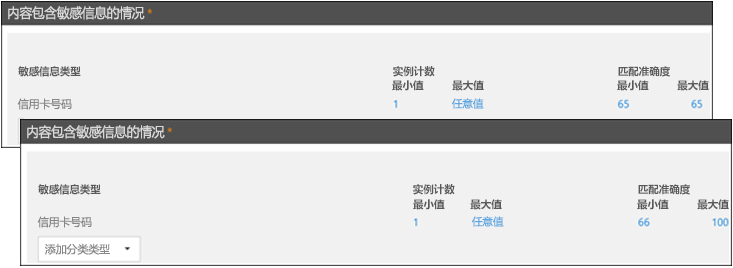 内容包含敏感信息的情况 *
敏感信息类型 实例计数 匹配准确度
最小值 最大值 最小值 最大值
信用卡号码 1 任意值 65 65
内容包含敏感信息的情况 *
敏感信息类型 实例计数 匹配准确度
最小值 最大值 最小值 最大值
信用卡号码 1 任意值 66 100
添加分类类型